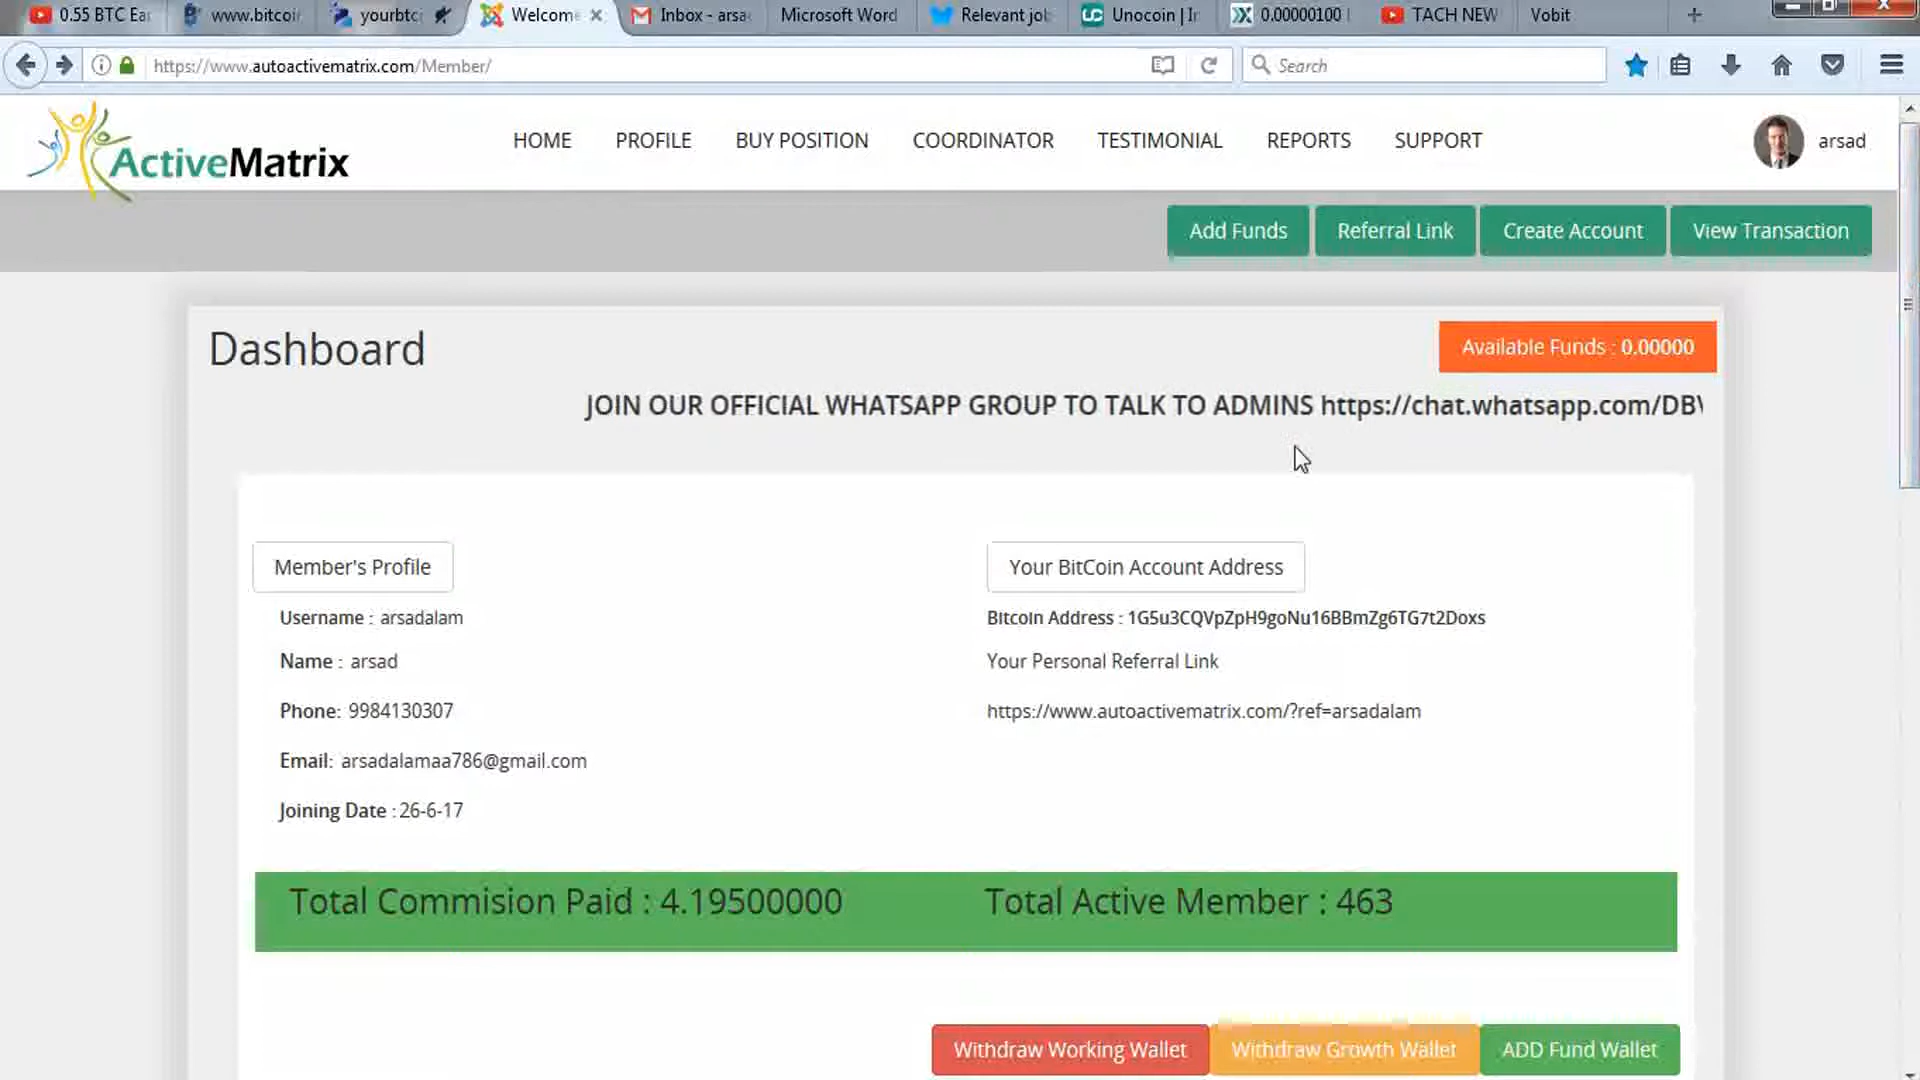 0.55 BTC Ea
www.bitcoi
yourbtc
Welcome
Inbox - arsa
Microsoft Word
Relevant job
Unocoin | In
0.00000100
TACH NEW
Vobit
https://www.autoactivematrix.com/Member/
Search
ActiveMatrix
HOME
PROFILE
BUY POSITION
COORDINATOR
TESTIMONIAL
REPORTS
SUPPORT
arsad
Add Funds
Referral Link
Create Account
View Transaction
Dashboard
Available Funds : 0.00000
JOIN OUR OFFICIAL WHATSAPP GROUP TO TALK TO ADMINS https://chat.whatsapp.com/DB
Member's Profile
Your BitCoin Account Address
Username : arsadalam
Bitcoin Address : 1G5u3CQVpZpH9goNu16BBmZg6TG7t2Doxs
Name : arsad
Your Personal Referral Link
Phone: 9984130307
https://www.autoactivematrix.com/?ref=arsadalam
Email: arsadalamaa786@gmail.com
Joining Date : 26-6-17
Total Commision Paid : 4.19500000
Total Active Member : 463
Withdraw Working Wallet
Withdraw Growth Wallet
ADD Fund Wallet